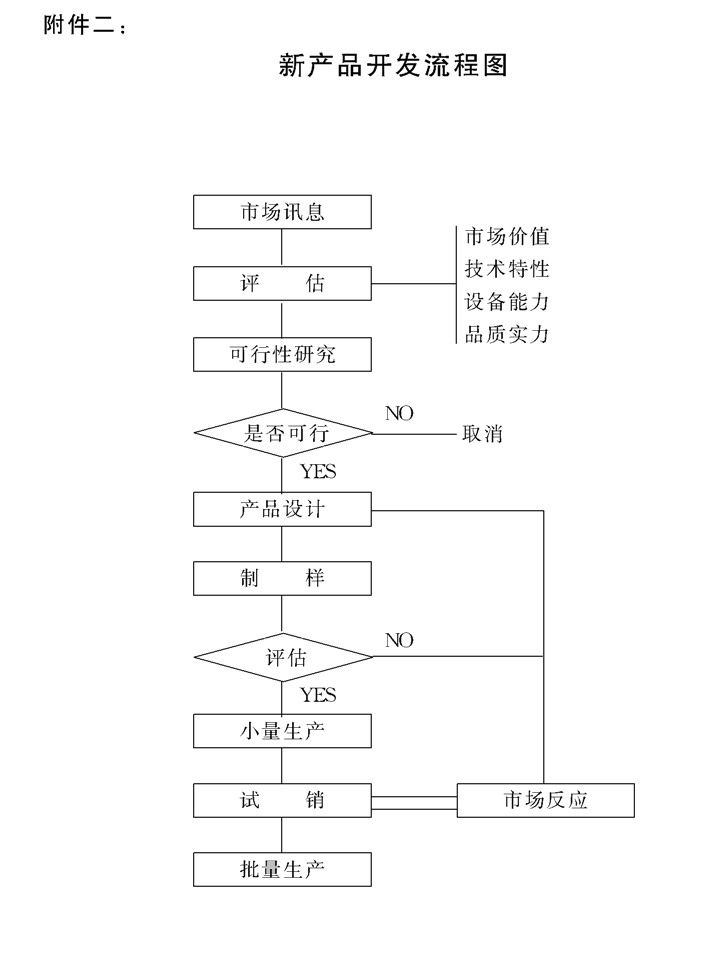 附件二：
新产品开发流程图
市场讯息
评 估
市场价值
技术特性
设备能力
品质实力
可行性研究
是否可行
NO
取消
YES
产品设计
制 样
评估
NO
YES
小量生产
试 销
市场反应
批量生产